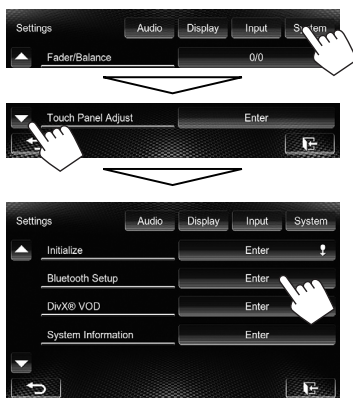 Settings Audio Display Input System
Fader/Balance 0/0
Touch Panel Adjust Enter
Settings Audio Display Input System
Initialize Enter
Bluetooth Setup Enter
DivX® VOD Enter
System Information Enter